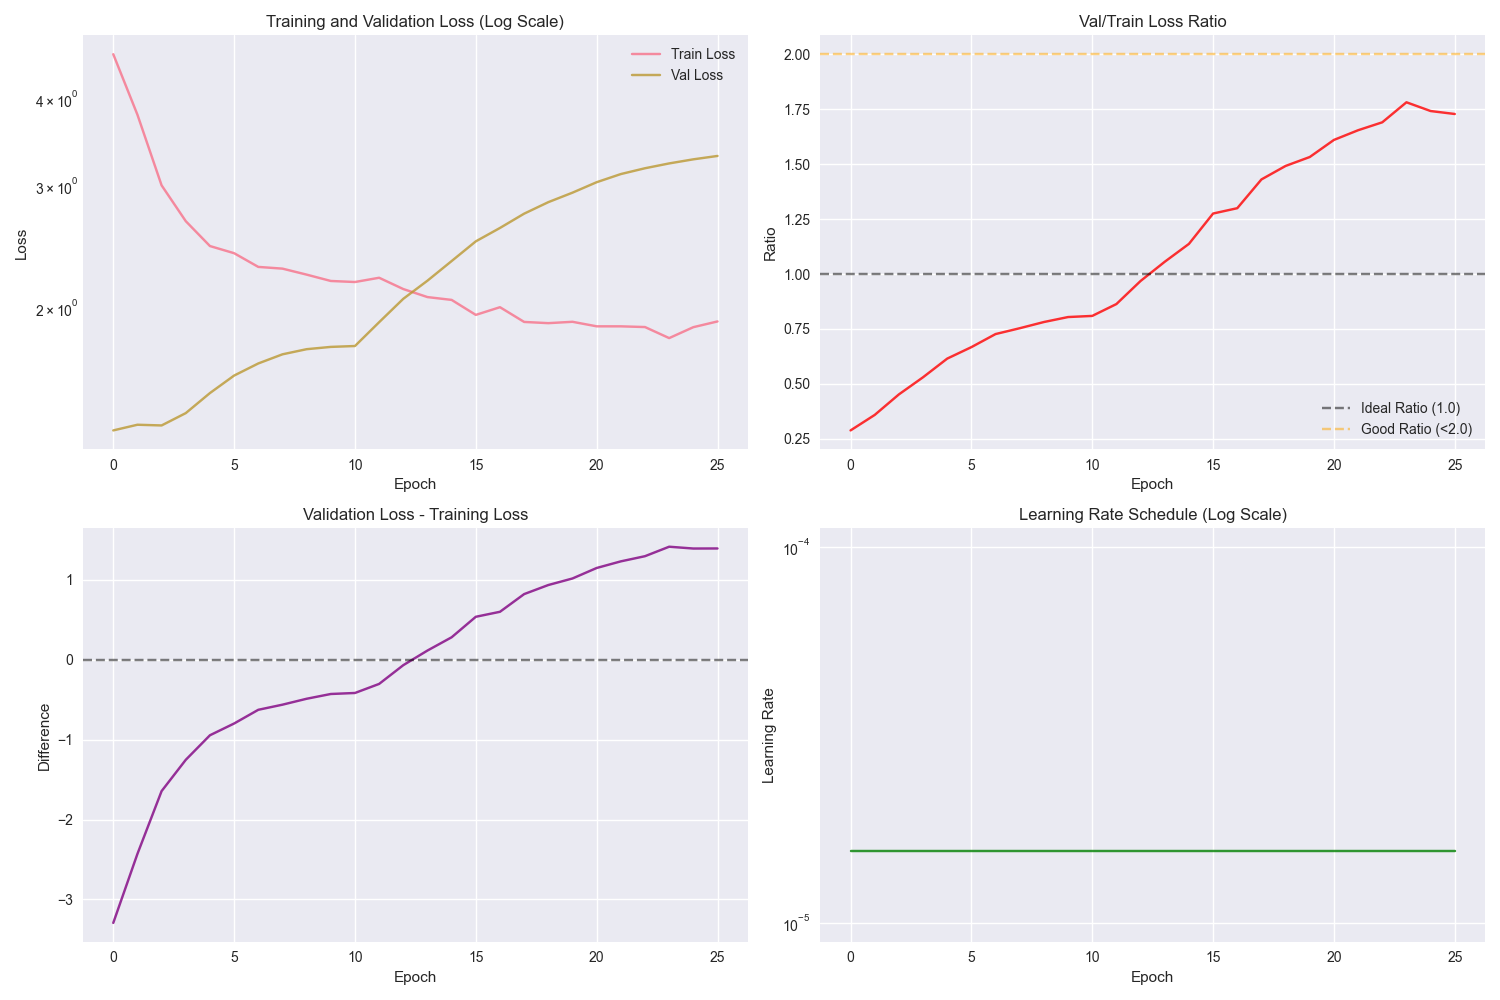 Training and Validation Loss (Log Scale)
Train Loss
Val Loss
4 × 10⁰
3 × 10⁰
2 × 10⁰
Loss
0 5 10 15 20 25
Epoch
Val/Train Loss Ratio
2.00
1.75
1.50
1.25
1.00
0.75
0.50
0.25
Ratio
Ideal Ratio (1.0)
Good Ratio (<2.0)
0 5 10 15 20 25
Epoch
Validation Loss - Training Loss
1
0
−1
−2
−3
Difference
0 5 10 15 20 25
Epoch
Learning Rate Schedule (Log Scale)
10⁻⁴
10⁻⁵
Learning Rate
0 5 10 15 20 25
Epoch